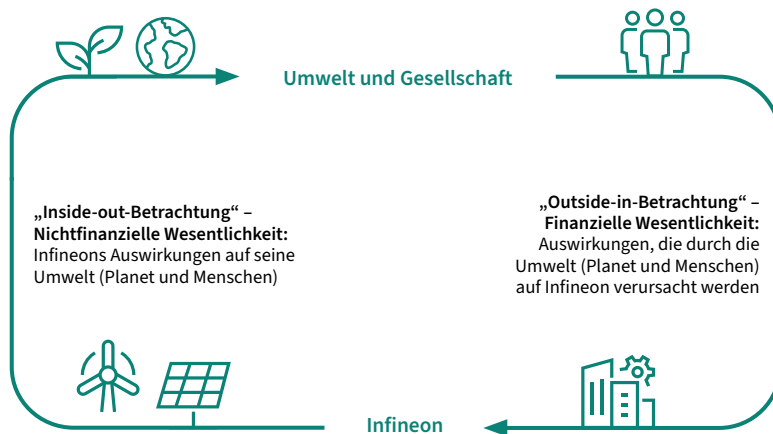 Umwelt und Gesellschaft
„Inside-out-Betrachtung“ –
Nichtfinanzielle Wesentlichkeit:
Infineons Auswirkungen auf seine
Umwelt (Planet und Menschen)
„Outside-in-Betrachtung“ –
Finanzielle Wesentlichkeit:
Auswirkungen, die durch die
Umwelt (Planet und Menschen)
auf Infineon verursacht werden
Infineon